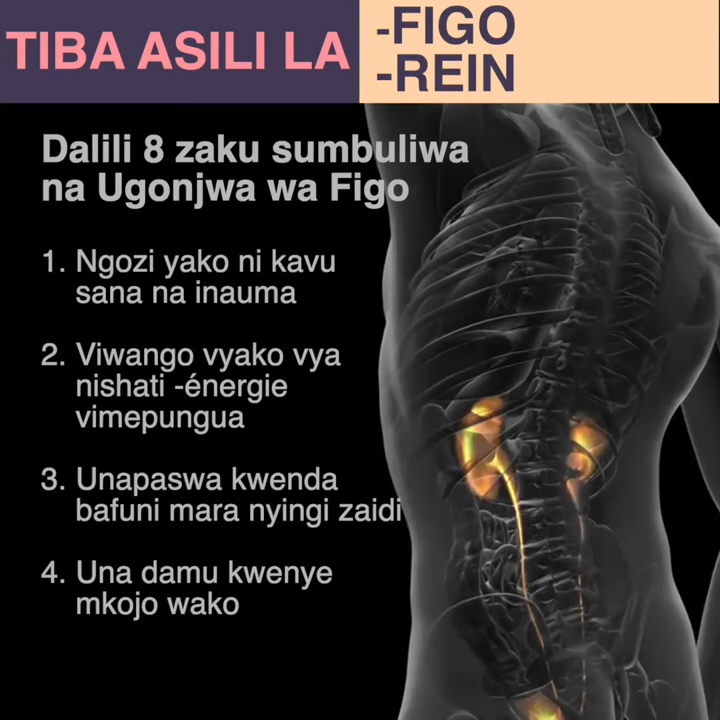 TIBA ASILI LA
-FIGO
-REIN
Dalili 8 zaku sumbuliwa
na Ugonjwa wa Figo
1. Ngozi yako ni kavu
sana na inauma
2. Viwango vyako vya
nishati -énergie
vimepungua
3. Unapaswa kwenda
bafuni mara nyingi zaidi
4. Una damu kwenye
mkojo wako